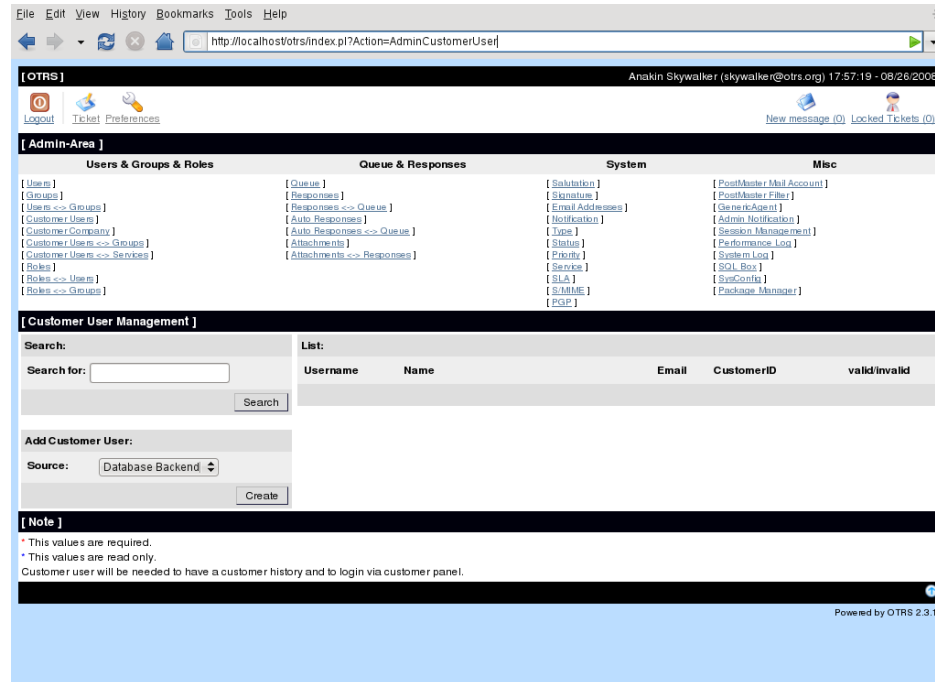 File Edit View History Bookmarks Tools Help
http://localhost/otrs/index.pl?Action=AdminCustomerUser
[ OTRS ] Anakin Skywalker (skywalker@otrs.org) 17:57:19 - 08/26/2008
Logout Ticket Preferences New message (0) Locked Tickets (0)
[ Admin-Area ]
Users & Groups & Roles Queue & Responses System Misc
[ Users ] [ Queue ] [ Salutation ] [ PostMaster Mail Account ]
[ Groups ] [ Responses ] [ Signature ] [ PostMaster Filter ]
[ Users <-> Groups ] [ Responses <-> Queue ] [ Email Addresses ] [ GenericAgent ]
[ Customer Users ] [ Auto Responses ] [ Notification ] [ Admin Notification ]
[ Customer Company ] [ Auto Responses <-> Queue ] [ Type ] [ Session Management ]
[ Customer Users <-> Groups ] [ Attachments ] [ Status ] [ Performance Log ]
[ Customer Users <-> Services ] [ Attachments <-> Responses ] [ Priority ] [ System Log ]
[ Roles ] [ Service ] [ SQL Box ]
[ Roles <-> Users ] [ SLA ] [ SysConfig ]
[ Roles <-> Groups ] [ S/MIME ] [ Package Manager ]
[ PGP ]
[ Customer User Management ]
Search: List:
Search for: Username Name Email CustomerID valid/invalid
Search
Add Customer User:
Source: Database Backend
Create
[ Note ]
* This values are required.
* This values are read only.
Customer user will be needed to have a customer history and to login via customer panel.
Powered by OTRS 2.3.1